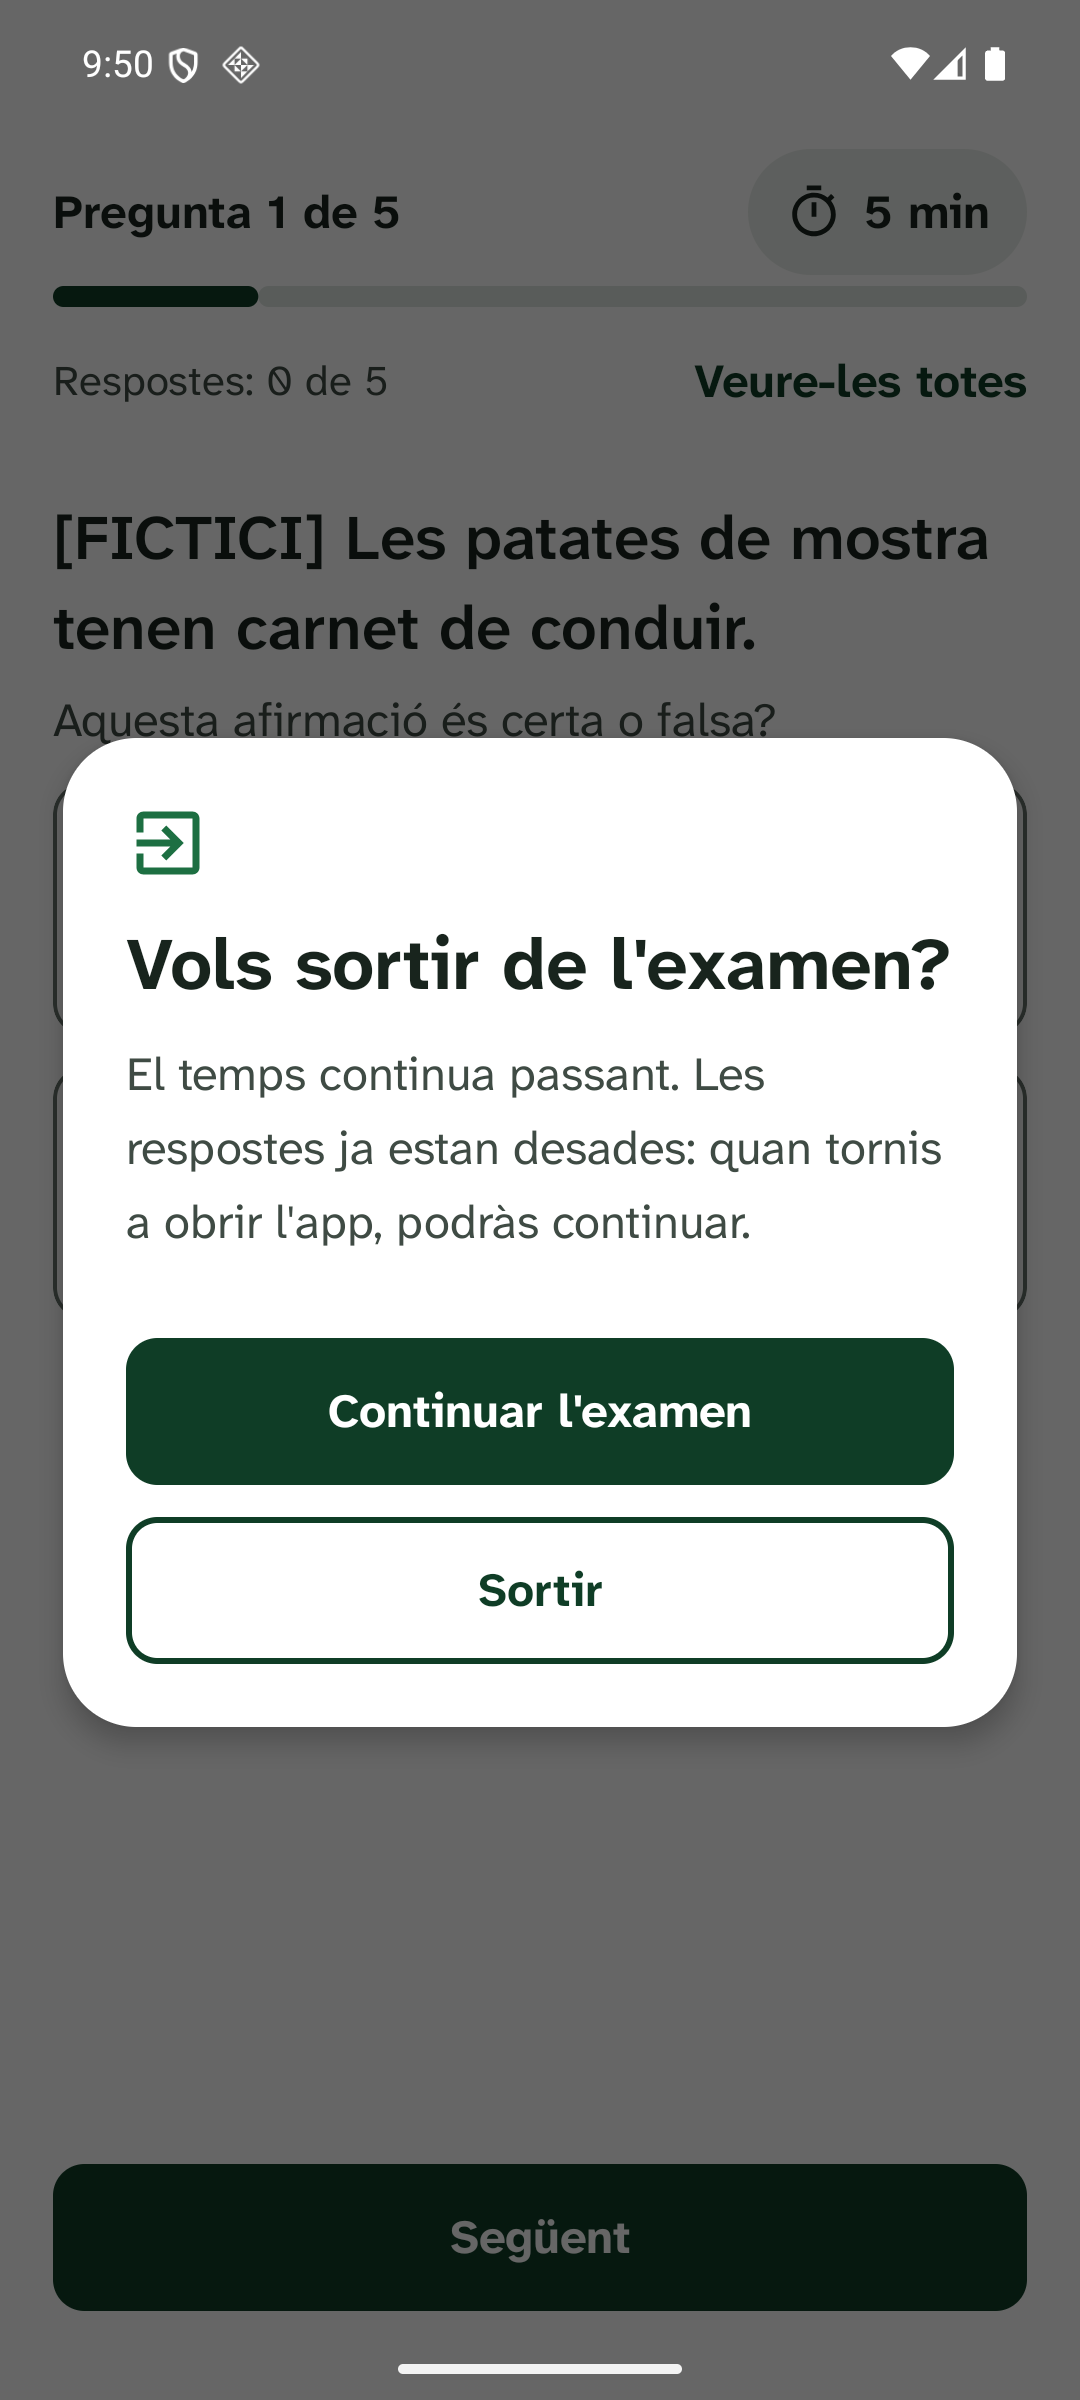 9:50
Pregunta 1 de 5
5 min
Respostes: 0 de 5
Veure-les totes
[FICTICI] Les patates de mostra
tenen carnet de conduir.
Aquesta afirmació és certa o falsa?
Vols sortir de l'examen?
El temps continua passant. Les
respostes ja estan desades: quan tornis
a obrir l'app, podràs continuar.
Continuar l'examen
Sortir
Següent